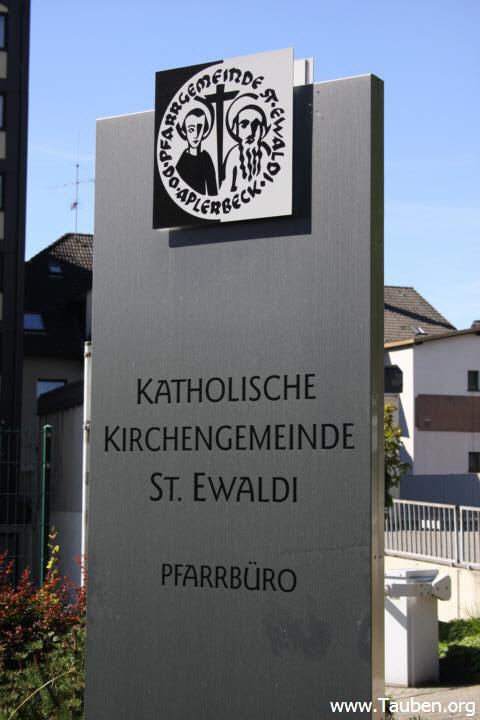 PFARRGEMEINDE ST. EWALDI
DO-APLERBECK
KATHOLISCHE
KIRCHENGEMEINDE
ST. EWALDI
PFARRBÜRO
www.Tauben.org